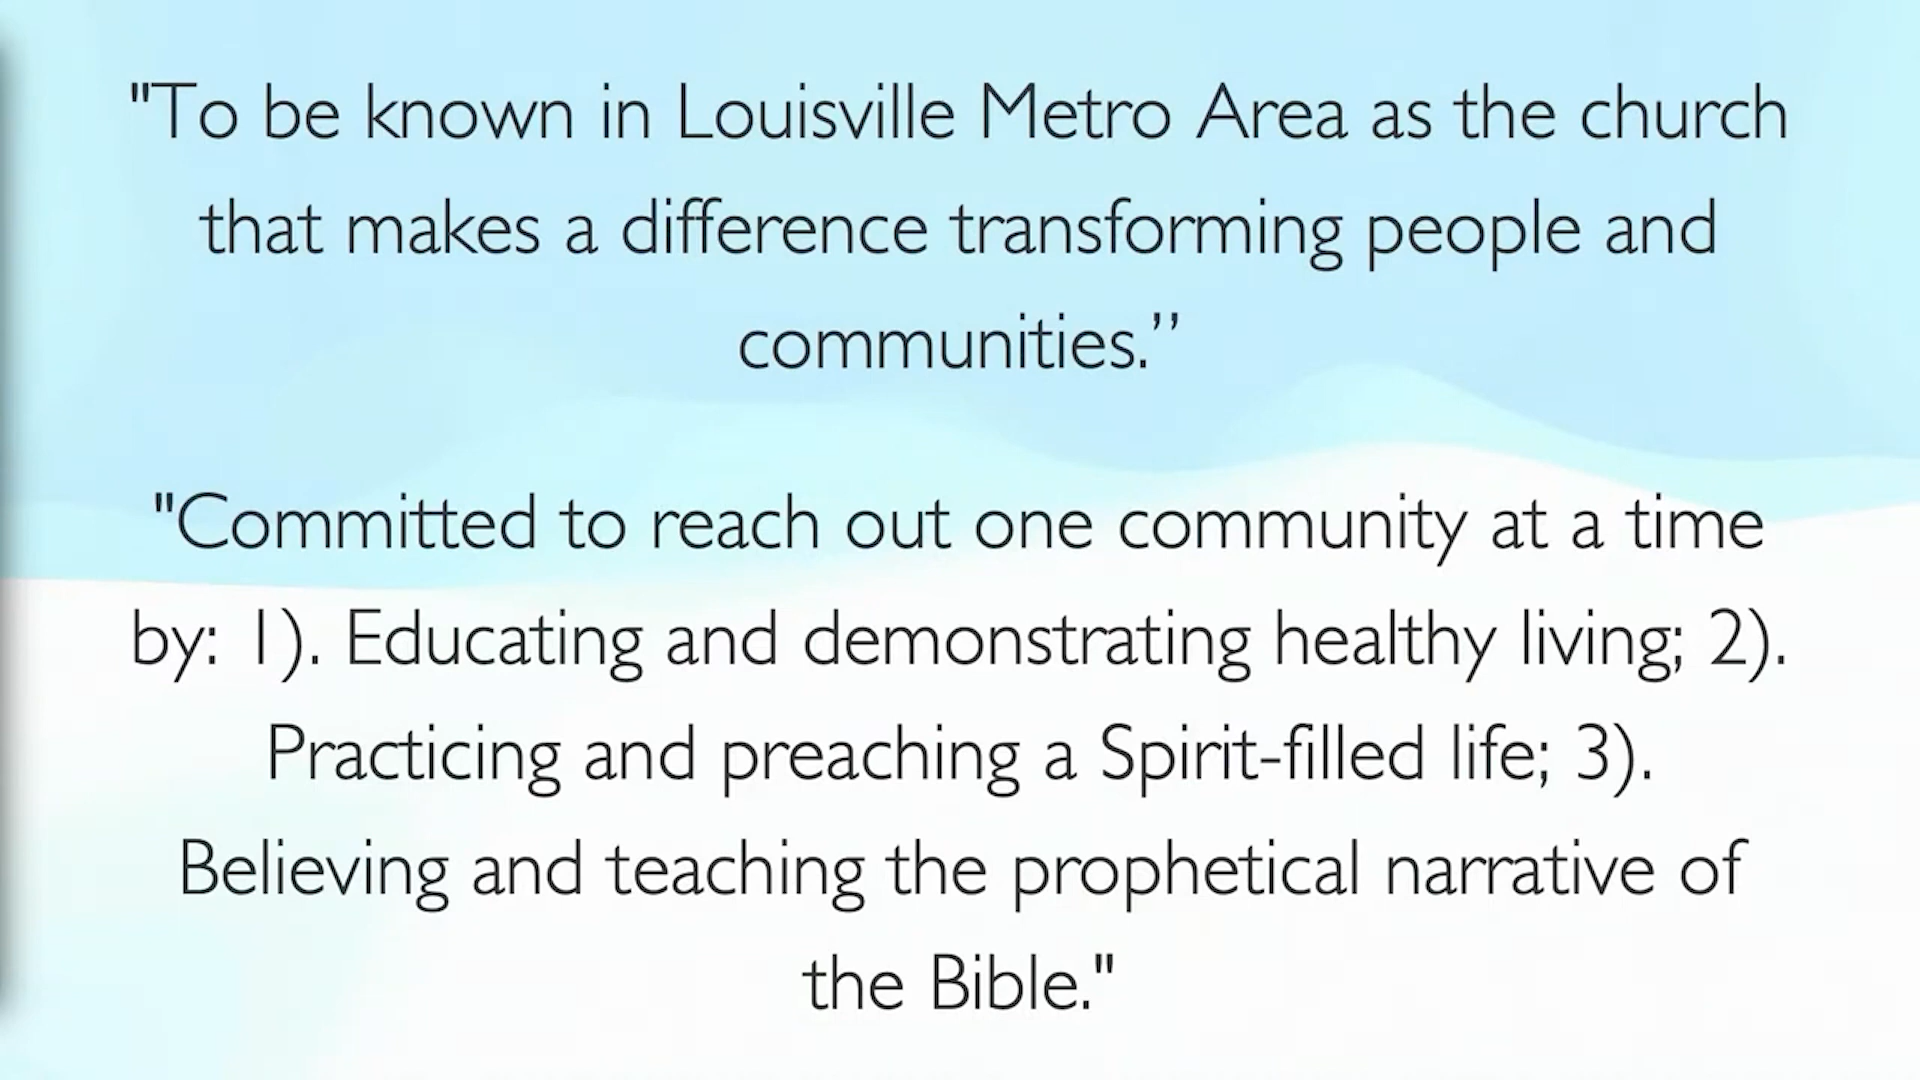 "To be known in Louisville Metro Area as the church
that makes a difference transforming people and
communities.’’
"Committed to reach out one community at a time
by: 1). Educating and demonstrating healthy living; 2).
Practicing and preaching a Spirit-filled life; 3).
Believing and teaching the prophetical narrative of
the Bible."